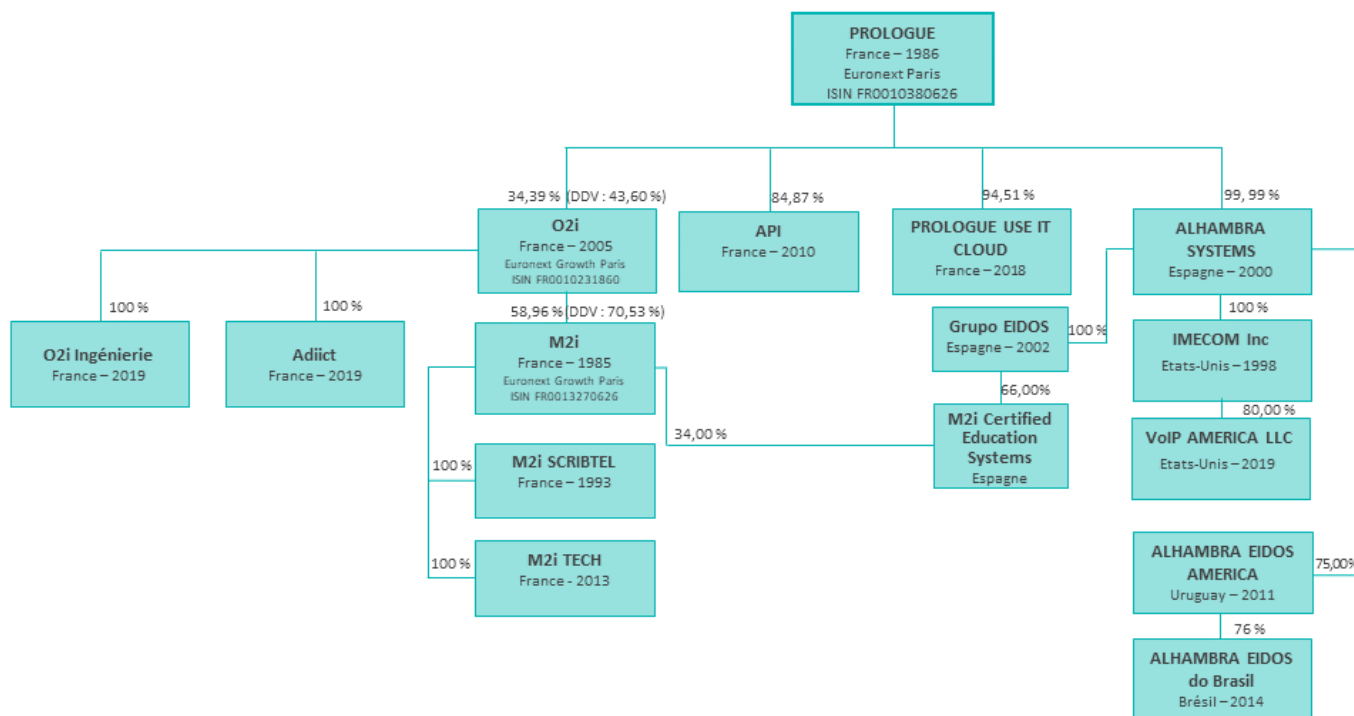 PROLOGUE
France – 1986
Euronext Paris
ISIN FR0010380626
34,39 % (DDV : 43,60 %)
84,87 %
94,51 %
99, 99 %
O2i
France – 2005
Euronext Growth Paris
ISIN FR0010231860
API
France – 2010
PROLOGUE USE IT
CLOUD
France – 2018
ALHAMBRA
SYSTEMS
Espagne – 2000
100 %
100 %
58,96 % (DDV : 70,53 %)
100 %
100 %
O2i Ingénierie
France – 2019
Adiict
France – 2019
M2i
France – 1985
Euronext Growth Paris
ISIN FR0013270626
Grupo EIDOS
Espagne – 2002
IMECOM Inc
Etats-Unis – 1998
66,00%
80,00 %
34,00 %
M2i Certified
Education
Systems
Espagne
VoIP AMERICA LLC
Etats-Unis – 2019
100 %
M2i SCRIBTEL
France – 1993
100 %
M2i TECH
France - 2013
ALHAMBRA EIDOS
AMERICA
Uruguay – 2011
75,00%
76 %
ALHAMBRA EIDOS
do Brasil
Brésil – 2014